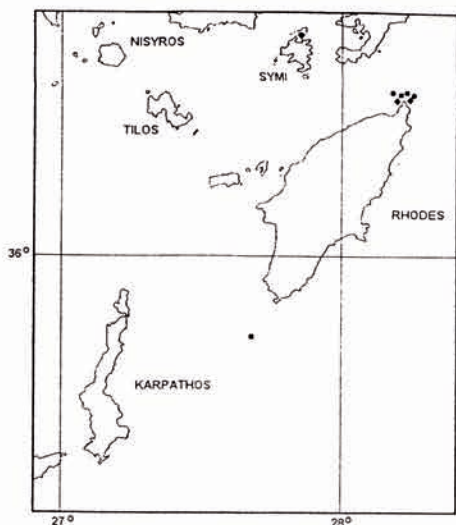 NISYROS
SYMI
TILOS
RHODES
36°
KARPATHOS
27°
28°